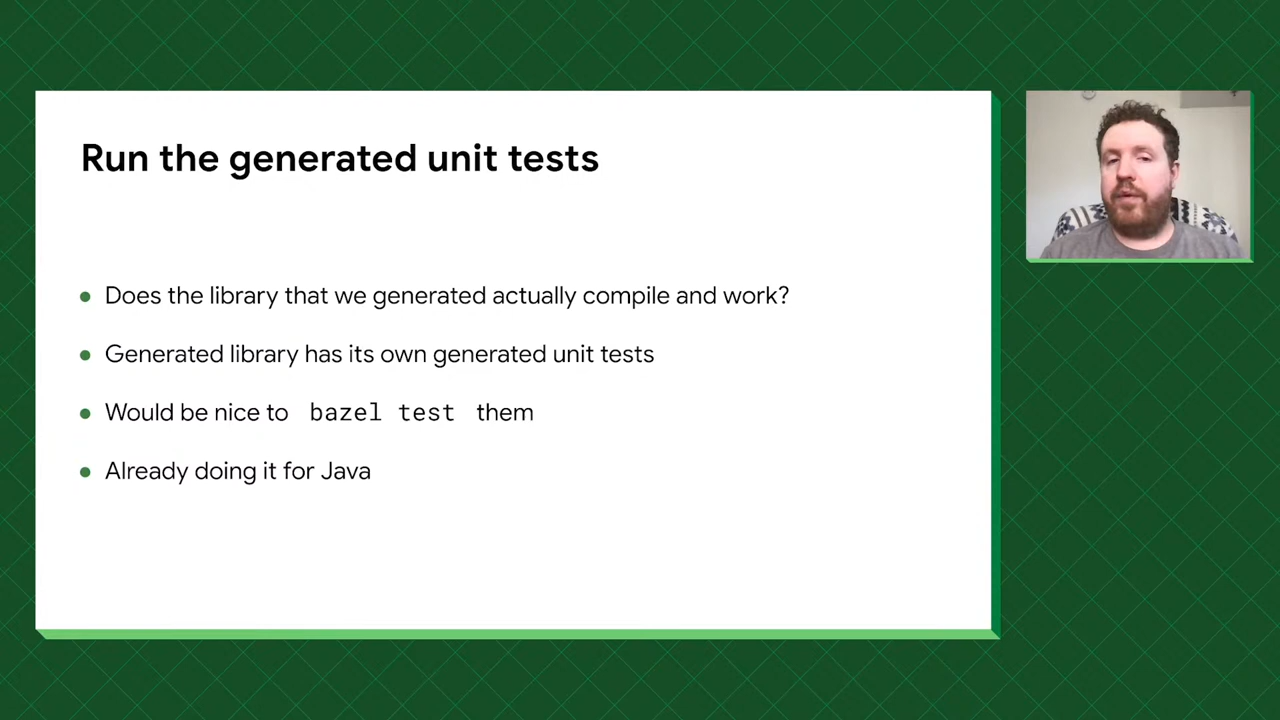 Run the generated unit tests
Does the library that we generated actually compile and work?
Generated library has its own generated unit tests
Would be nice to bazel test them
Already doing it for Java